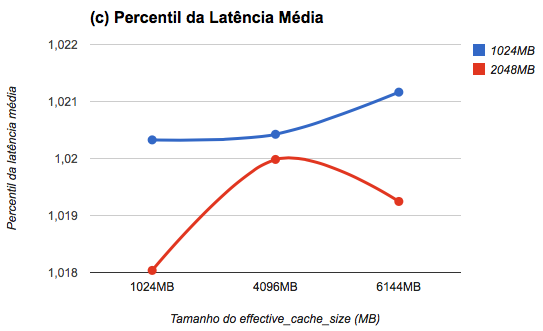 (c) Percentil da Latência Média
1,022
1,021
1,02
1,019
1,018
Percentil da latência média
1024MB
4096MB
6144MB
Tamanho do effective_cache_size (MB)
1024MB
2048MB